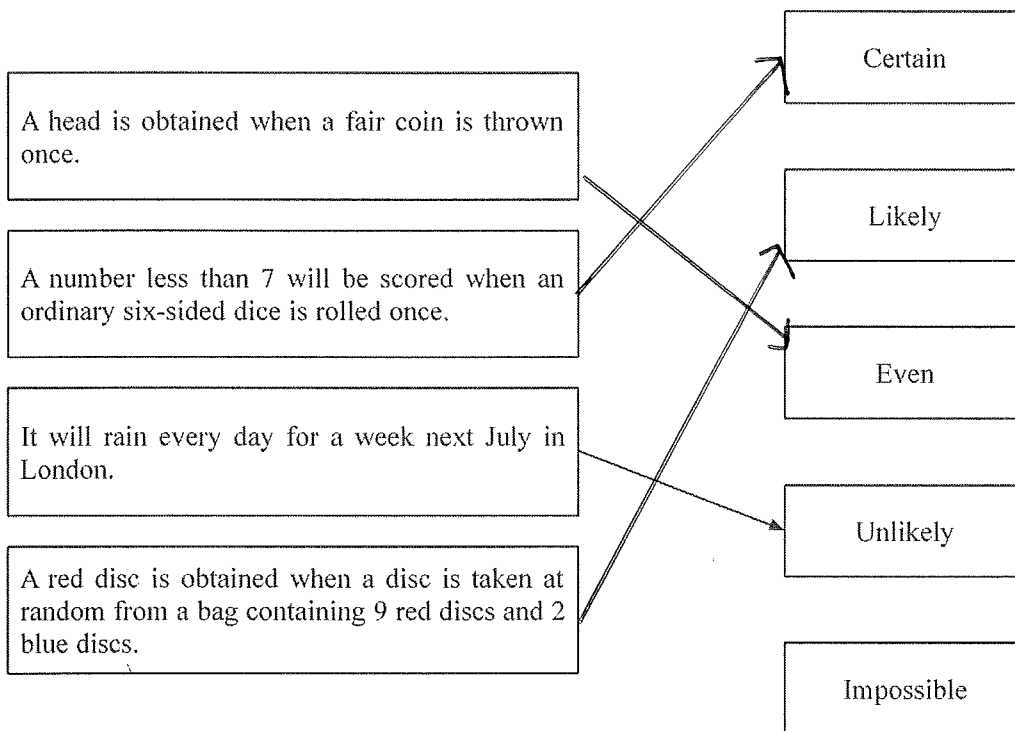 A head is obtained when a fair coin is thrown
once.
A number less than 7 will be scored when an
ordinary six-sided dice is rolled once.
It will rain every day for a week next July in
London.
A red disc is obtained when a disc is taken at
random from a bag containing 9 red discs and 2
blue discs.
Certain
Likely
Even
Unlikely
Impossible